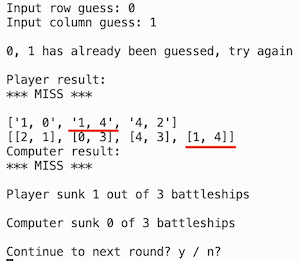 Input row guess: 0
Input column guess: 1
0, 1 has already been guessed, try again
Player result:
*** MISS ***
['1, 0', '1, 4', '4, 2']
[[2, 1], [0, 3], [4, 3], [1, 4]]
Computer result:
*** MISS ***
Player sunk 1 out of 3 battleships
Computer sunk 0 of 3 battleships
Continue to next round? y / n?